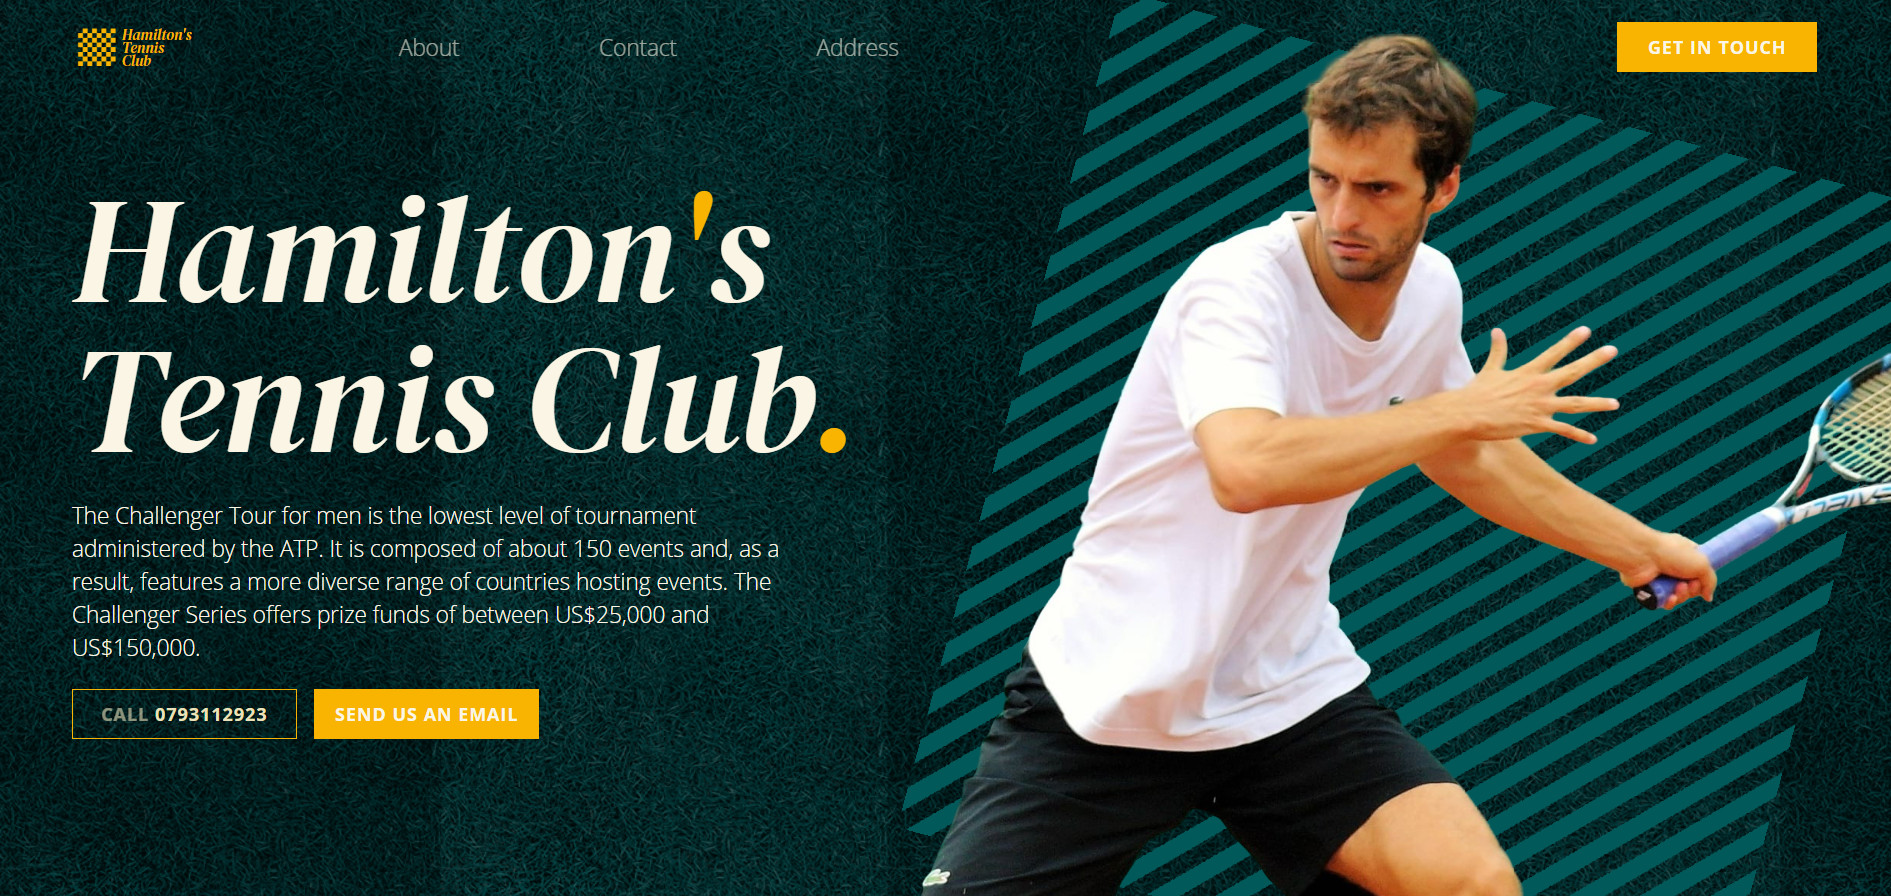 Hamilton's
Tennis
Club
About
Contact
Address
GET IN TOUCH
Hamilton's
Tennis Club.
The Challenger Tour for men is the lowest level of tournament
administered by the ATP. It is composed of about 150 events and, as a
result, features a more diverse range of countries hosting events. The
Challenger Series offers prize funds of between US$25,000 and
US$150,000.
CALL 0793112923
SEND US AN EMAIL